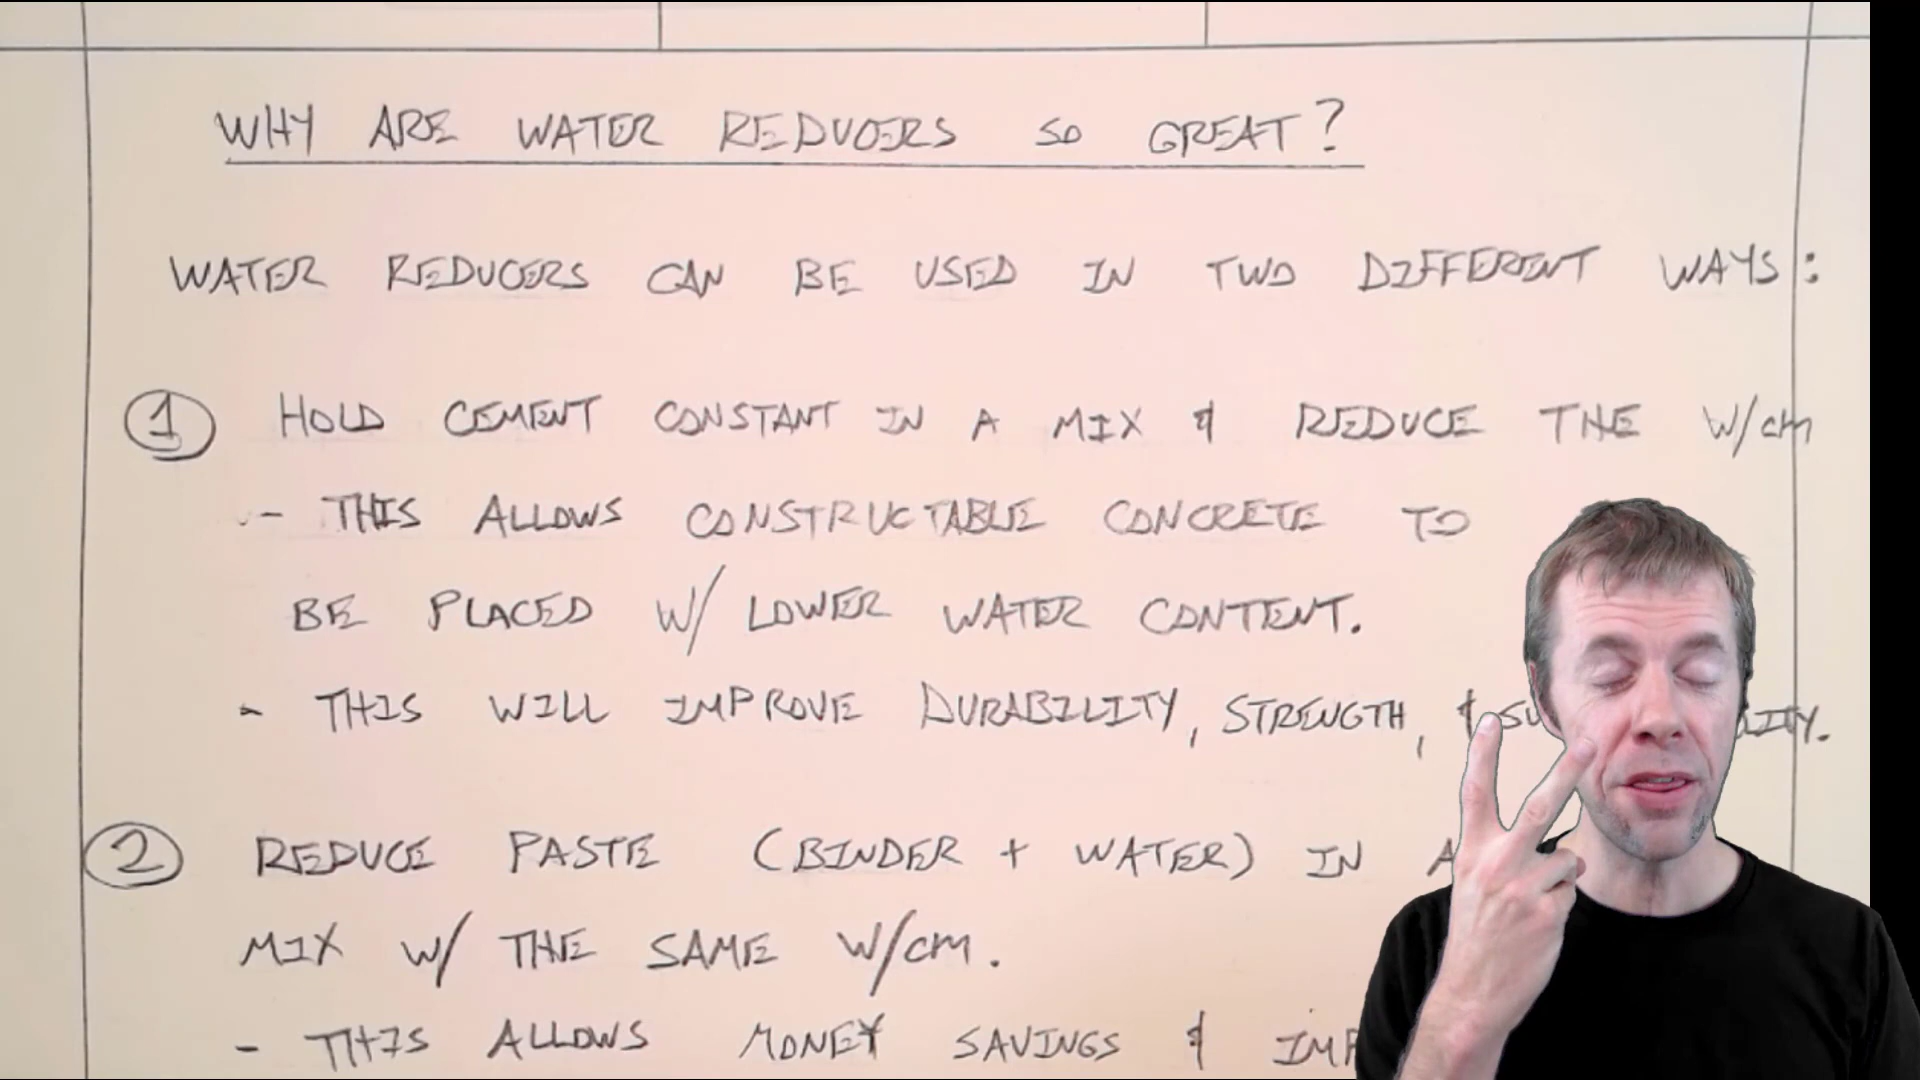 WHY ARE WATER REDUCERS SO GREAT?
WATER REDUCERS CAN BE USED IN TWO DIFFERENT WAYS:
1 HOLD CEMENT CONSTANT IN A MIX & REDUCE THE W/cm
- THIS ALLOWS CONSTRUCTABLE CONCRETE TO
BE PLACED W/ LOWER WATER CONTENT.
- THIS WILL IMPROVE DURABILITY, STRENGTH, &
2 REDUCE PASTE (BINDER + WATER) IN A
MIX W/ THE SAME W/cm.
- THIS ALLOWS MONEY SAVINGS &